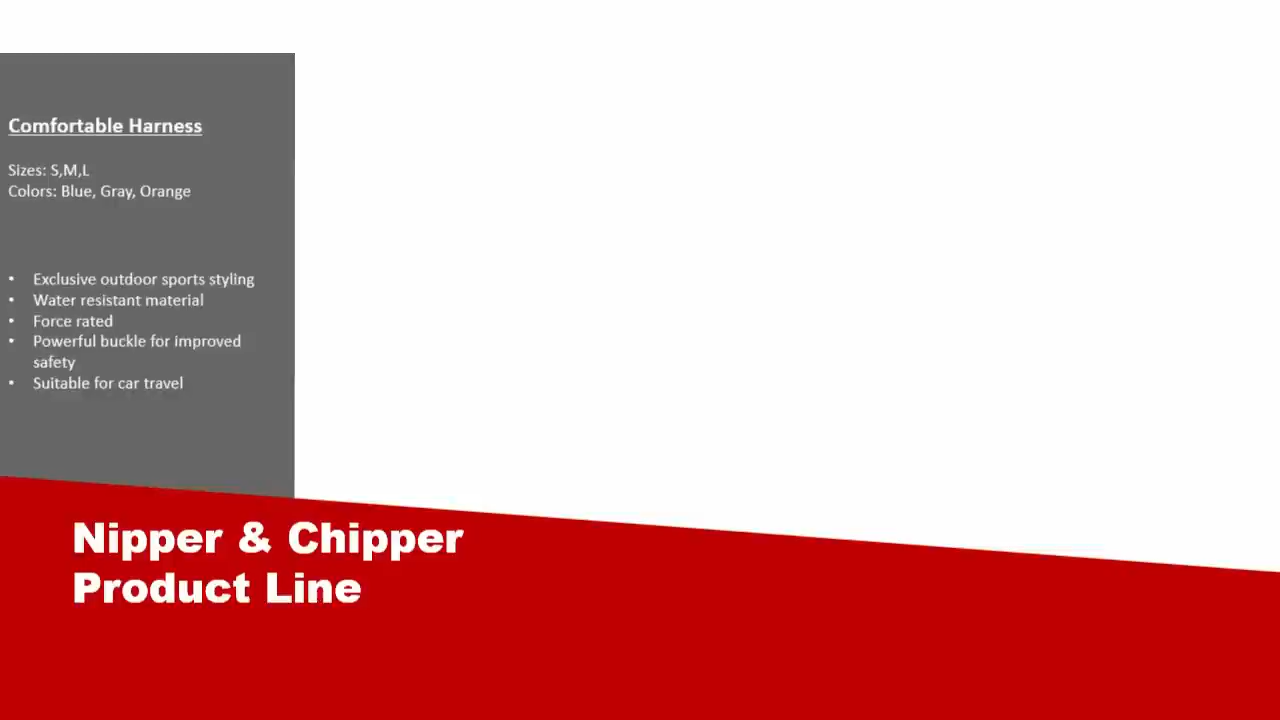 Comfortable Harness
Sizes: S,M,L
Colors: Blue, Gray, Orange
• Exclusive outdoor sports styling
• Water resistant material
• Force rated
• Powerful buckle for improved
safety
• Suitable for car travel
Nipper & Chipper
Product Line